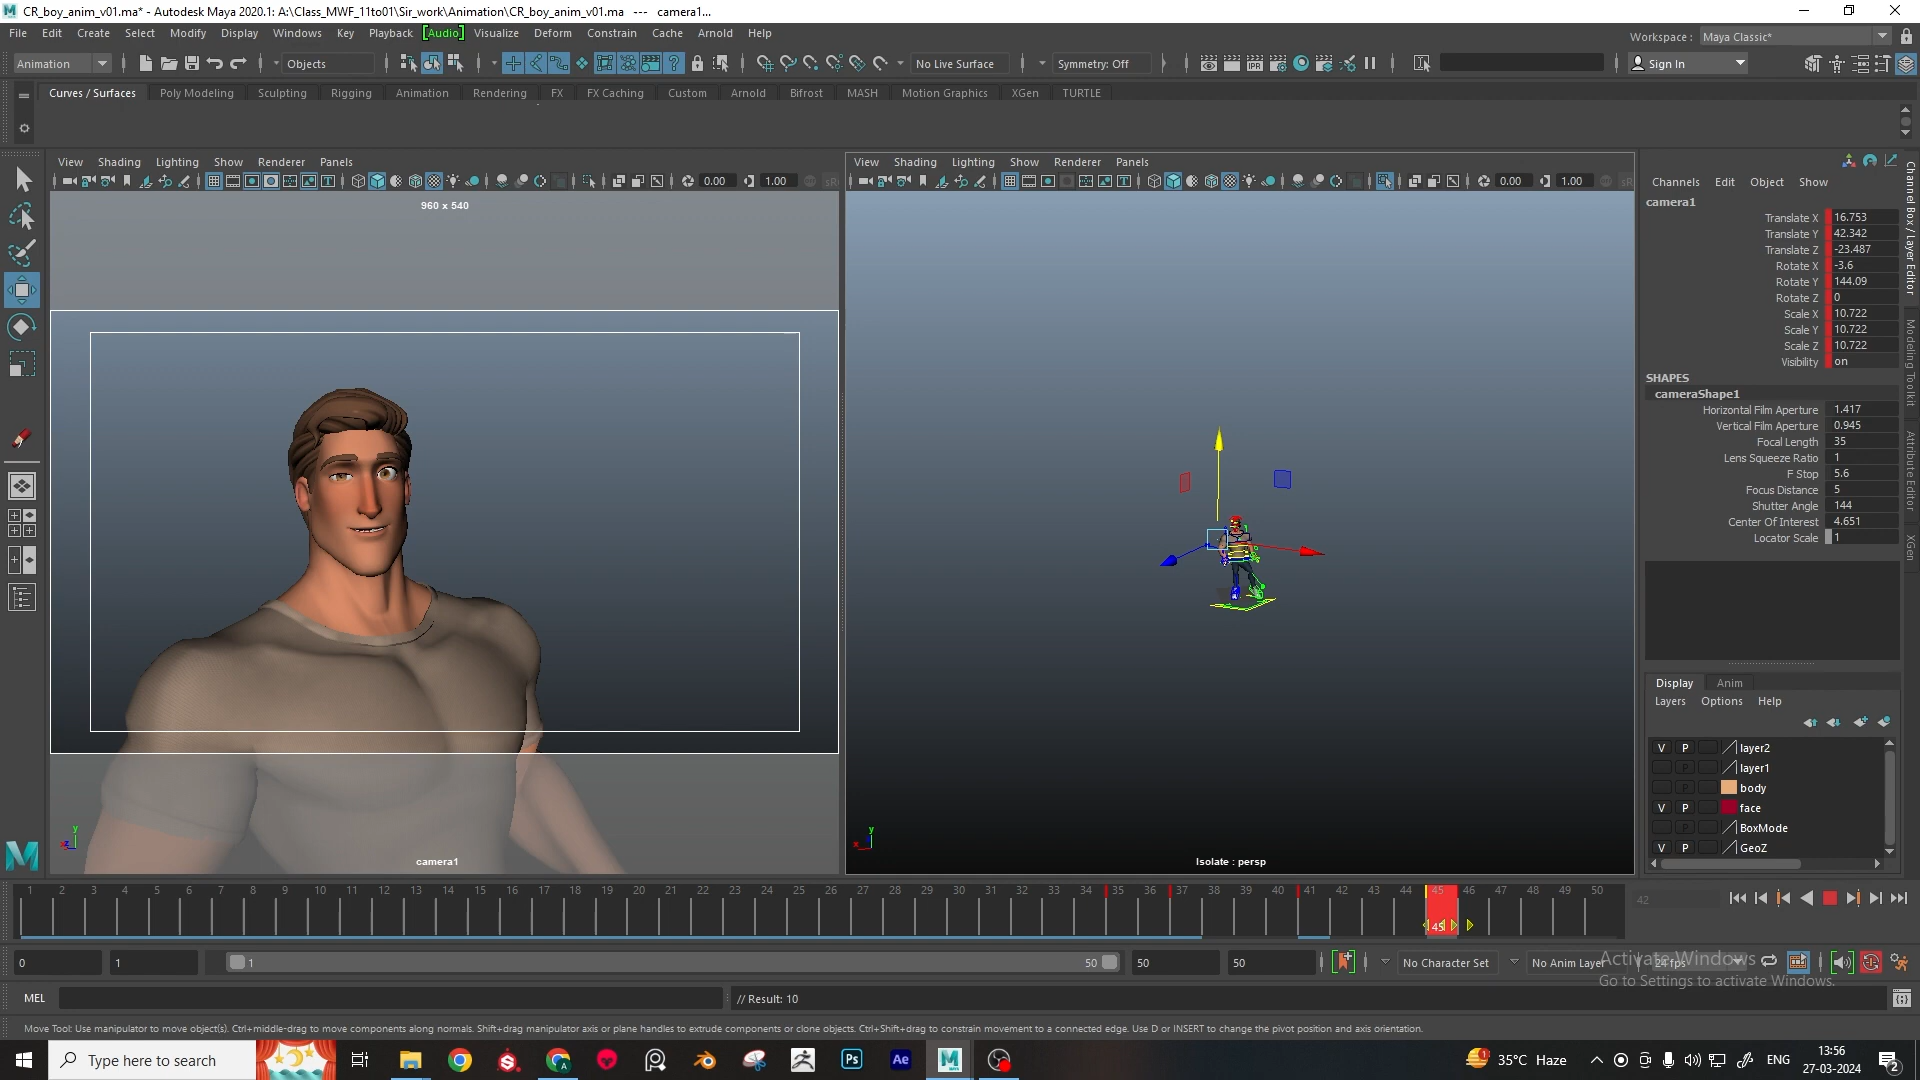 CR_boy_anim_v01.ma* - Autodesk Maya 2020.1: A:\Class_MWF_11to01\Sir_work\Animation\CR_boy_anim_v01.ma --- camera1...
File Edit Create Select Modify Display Windows Key Playback [Audio] Visualize Deform Constrain Cache Arnold Help
Workspace : Maya Classic*
Animation Objects No Live Surface Symmetry: Off Sign In
Curves / Surfaces Poly Modeling Sculpting Rigging Animation Rendering FX FX Caching Custom Arnold Bifrost MASH Motion Graphics XGen TURTLE
View Shading Lighting Show Renderer Panels
0.00 1.00
960 x 540
camera1
View Shading Lighting Show Renderer Panels
0.00 1.00
Isolate : persp
Channels Edit Object Show
camera1
Translate X 16.753
Translate Y 42.342
Translate Z -23.487
Rotate X -3.6
Rotate Y 144.09
Rotate Z 0
Scale X 10.722
Scale Y 10.722
Scale Z 10.722
Visibility on
SHAPES
cameraShape1
Horizontal Film Aperture 1.417
Vertical Film Aperture 0.945
Focal Length 35
Lens Squeeze Ratio 1
F Stop 5.6
Focus Distance 5
Shutter Angle 144
Center Of Interest 4.651
Locator Scale 1
Channel Box / Layer Editor
Modeling Toolkit
Attribute Editor
XGen
Display Anim
Layers Options Help
V P layer2
P layer1
P body
V P face
P BoxMode
V P GeoZ
1 2 3 4 5 6 7 8 9 10 11 12 13 14 15 16 17 18 19 20 21 22 23 24 25 26 27 28 29 30 31 32 33 34 35 36 37 38 39 40 41 42 43 44 45 46 47 48 49 50
45
42
0 1 1 50 50 50 No Character Set No Anim Layer 24 fps
Activate Windows
Go to Settings to activate Windows.
MEL // Result: 10
Move Tool: Use manipulator to move object(s). Ctrl+middle-drag to move components along normals. Shift+drag manipulator axis or plane handles to extrude components or clone objects. Ctrl+Shift+drag to constrain movement to a connected edge. Use D or INSERT to change the pivot position and axis orientation.
Type here to search
Ps Ae
35°C Haze ENG 13:56
27-03-2024
2